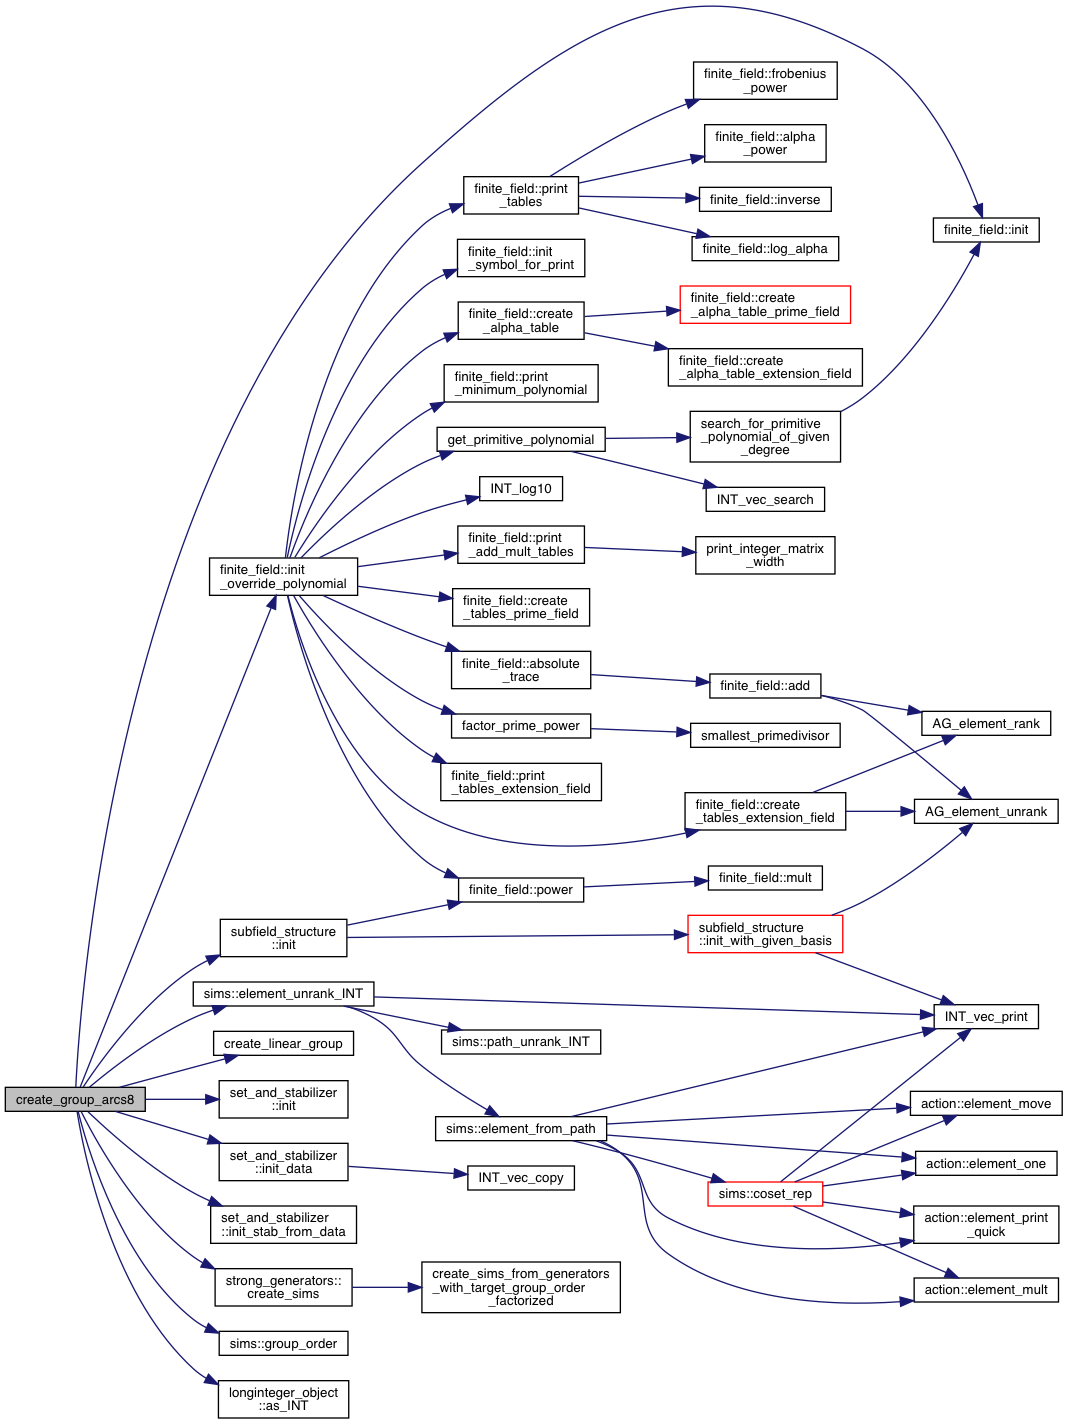 finite_field::frobenius
_power
finite_field::alpha
_power
finite_field::print
_tables
finite_field::inverse
finite_field::init
finite_field::log_alpha
finite_field::init
_symbol_for_print
finite_field::create
_alpha_table_prime_field
finite_field::create
_alpha_table
finite_field::create
_alpha_table_extension_field
finite_field::print
_minimum_polynomial
search_for_primitive
_polynomial_of_given
_degree
get_primitive_polynomial
INT_log10
INT_vec_search
finite_field::print
_add_mult_tables
print_integer_matrix
_width
finite_field::init
_override_polynomial
finite_field::create
_tables_prime_field
finite_field::absolute
_trace
finite_field::add
AG_element_rank
factor_prime_power
smallest_primedivisor
finite_field::print
_tables_extension_field
finite_field::create
_tables_extension_field
AG_element_unrank
finite_field::power
finite_field::mult
subfield_structure
::init
subfield_structure
::init_with_given_basis
sims::element_unrank_INT
INT_vec_print
create_linear_group
sims::path_unrank_INT
create_group_arcs8
set_and_stabilizer
::init
action::element_move
sims::element_from_path
set_and_stabilizer
::init_data
INT_vec_copy
action::element_one
sims::coset_rep
set_and_stabilizer
::init_stab_from_data
action::element_print
_quick
strong_generators::
create_sims
create_sims_from_generators
_with_target_group_order
_factorized
action::element_mult
sims::group_order
longinteger_object
::as_INT